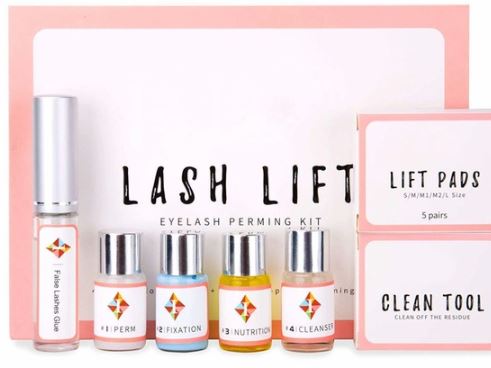 LASH LIFT
EYELASH PERMING KIT
LIFT PADS
S/M/M1/M2/L Size
5 pairs
CLEAN TOOL
CLEAN OFF THE RESIDUE
False Lashes Glue
#1|PERM
#2|FIXATION
#3|NUTRITION
#4|CLEANSER